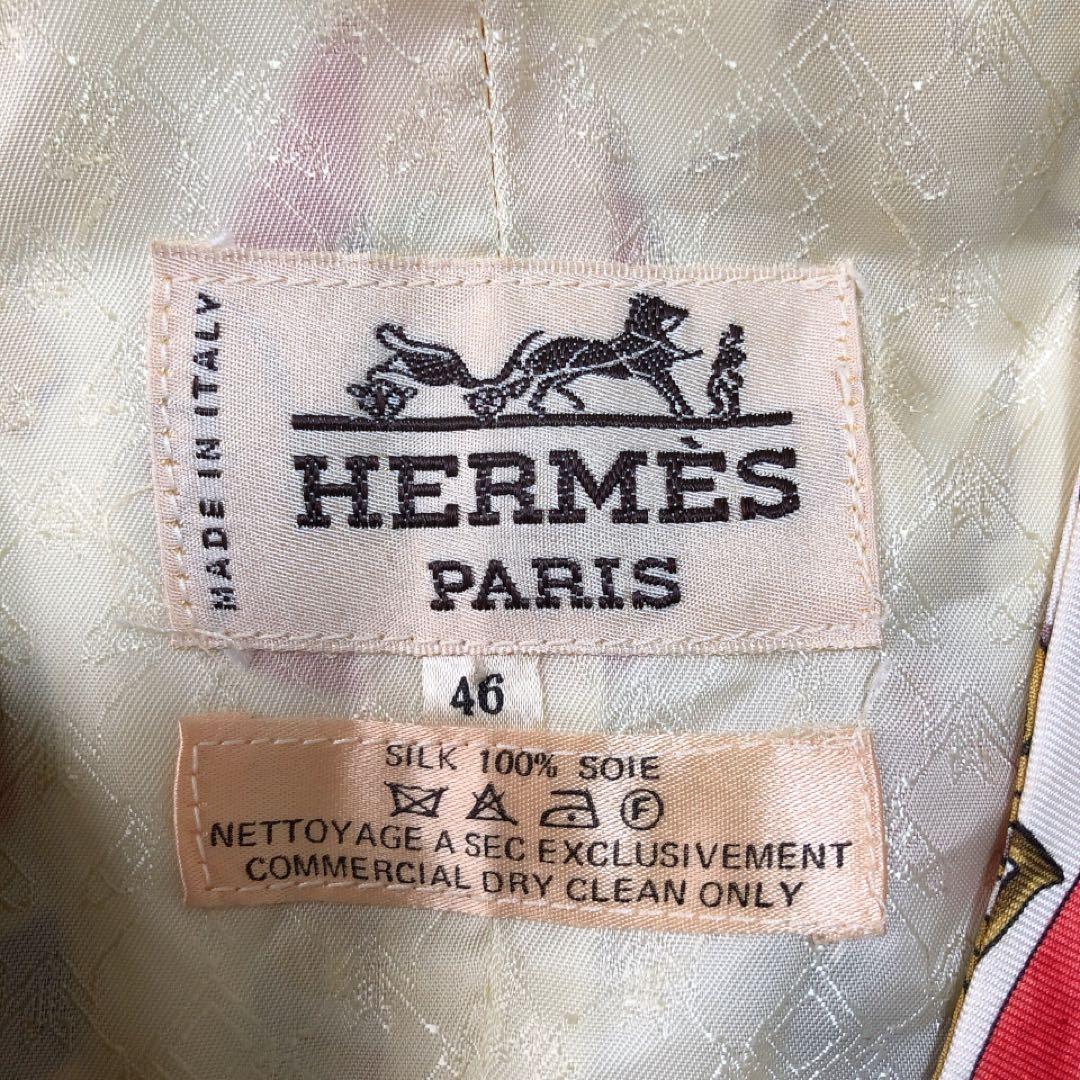 MADE IN ITALY
HERMÈS
PARIS
46
SILK 100% SOIE
F
NETTOYAGE A SEC EXCLUSIVEMENT
COMMERCIAL DRY CLEAN ONLY